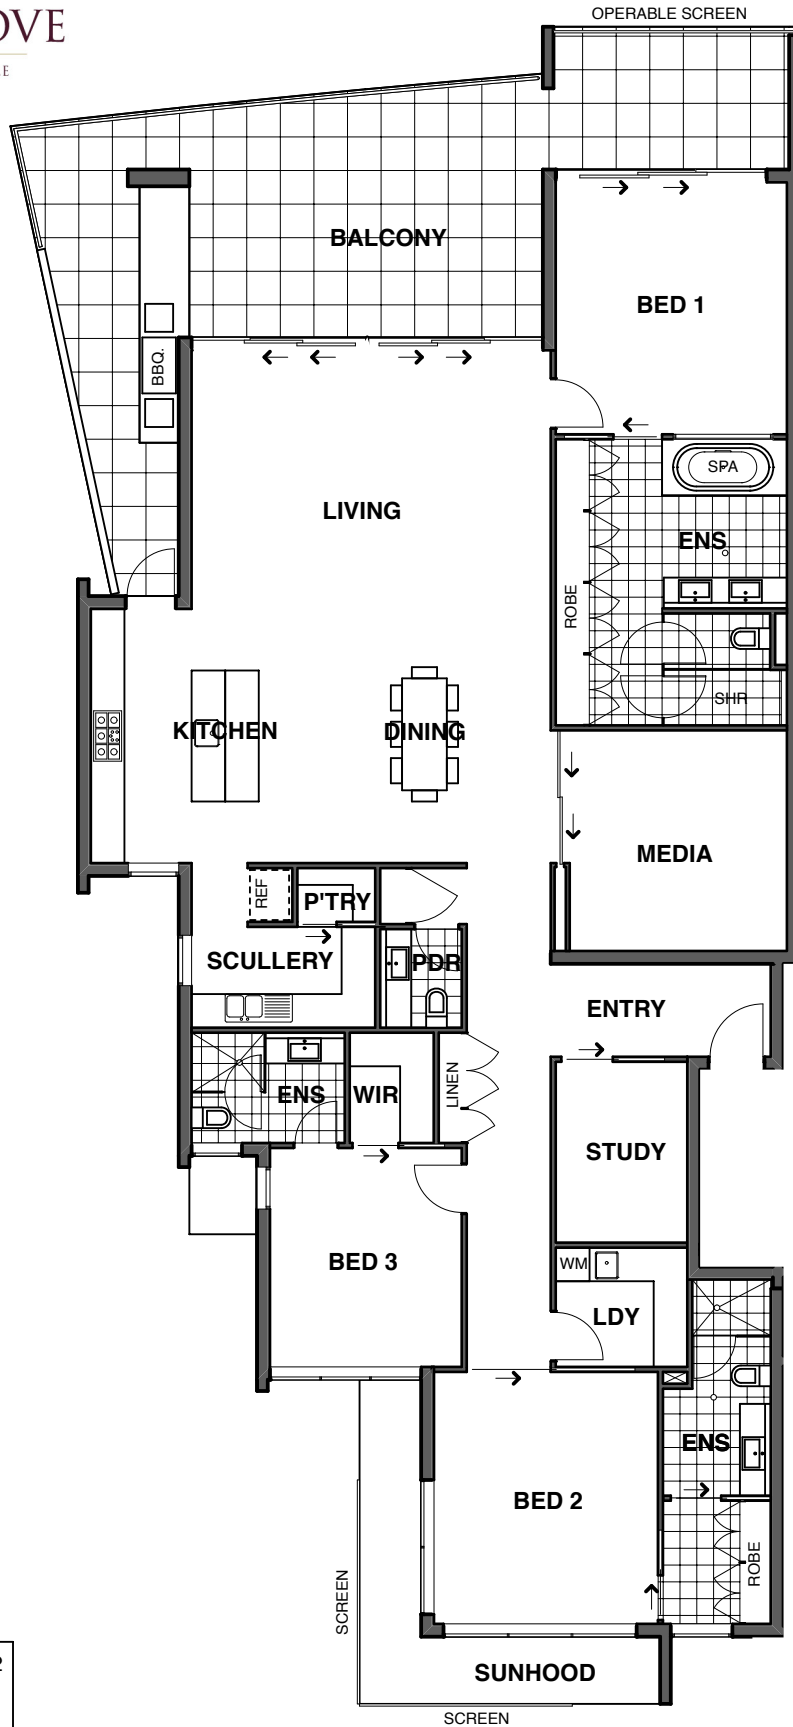 OVE
OPERABLE SCREEN
BALCONY
BED 1
BBQ.
SPA
LIVING
ENS
ROBE
SHR
KITCHEN
DINING
MEDIA
REF
P'TRY
SCULLERY
PDR
ENTRY
ENS
WIR
LINEN
STUDY
BED 3
WM
LDY
ENS
BED 2
ROBE
SCREEN
SUNHOOD
SCREEN